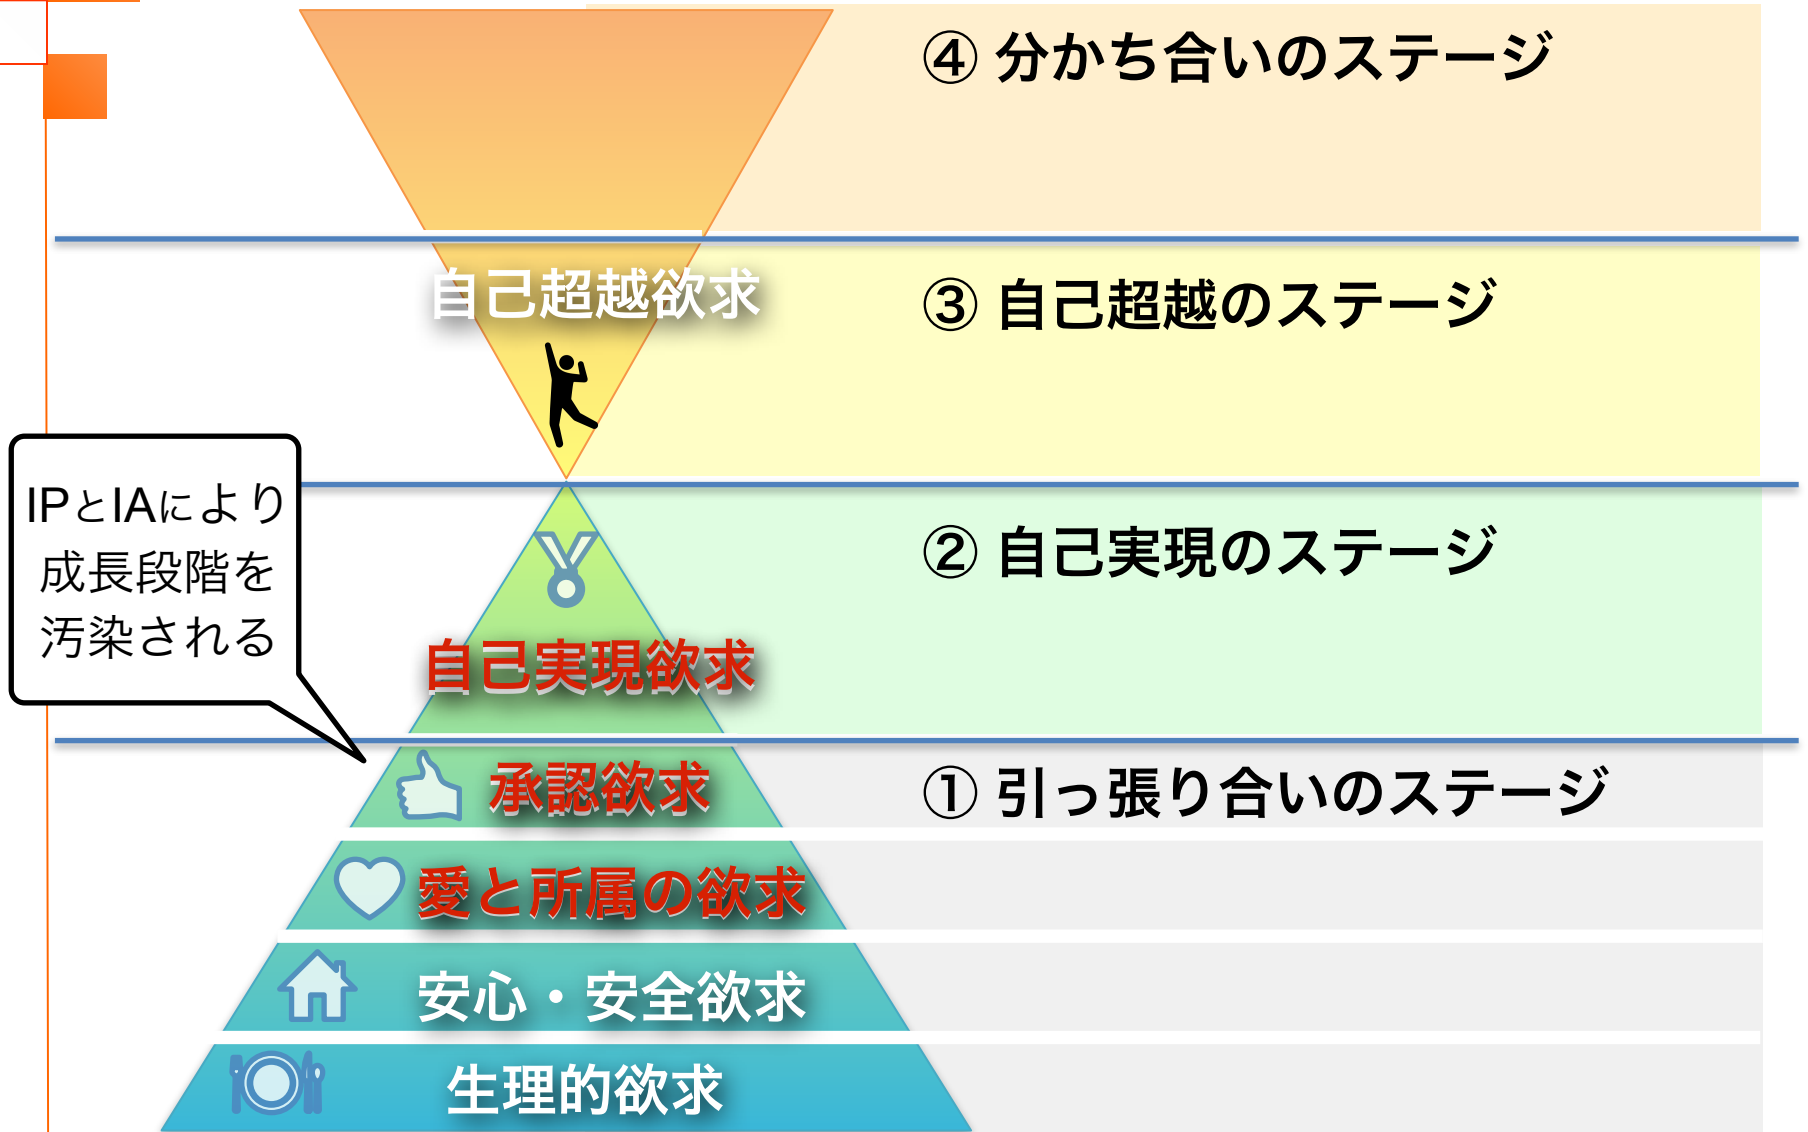 ④ 分かち合いのステージ
自己超越欲求
③ 自己超越のステージ
IPとIAにより
成長段階を
汚染される
② 自己実現のステージ
自己実現欲求
承認欲求
① 引っ張り合いのステージ
愛と所属の欲求
安心・安全欲求
生理的欲求